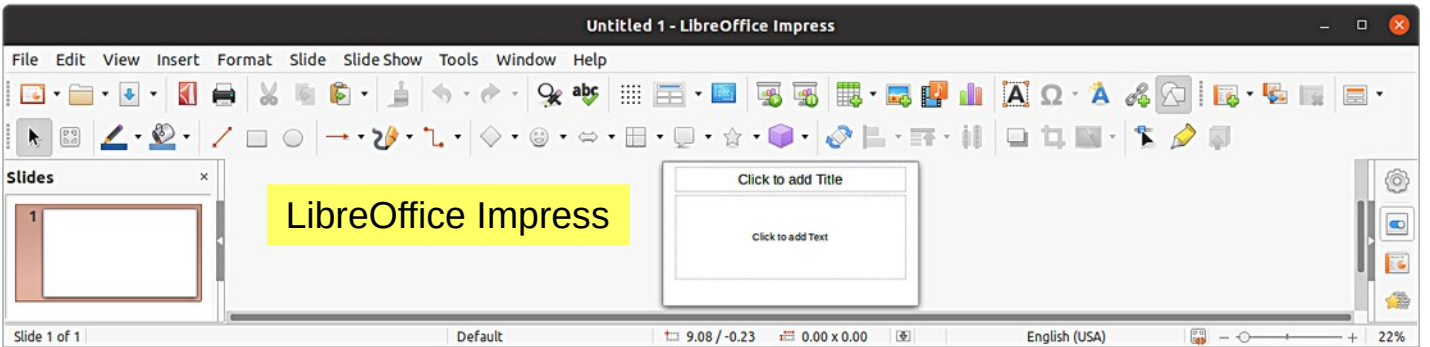 Untitled 1 - LibreOffice Impress
File Edit View Insert Format Slide Slide Show Tools Window Help
abc A Ω A
Slides ×
1
LibreOffice Impress
Click to add Title
Click to add Text
Slide 1 of 1 Default 9.08 / -0.23 0.00 x 0.00 English (USA) 22%